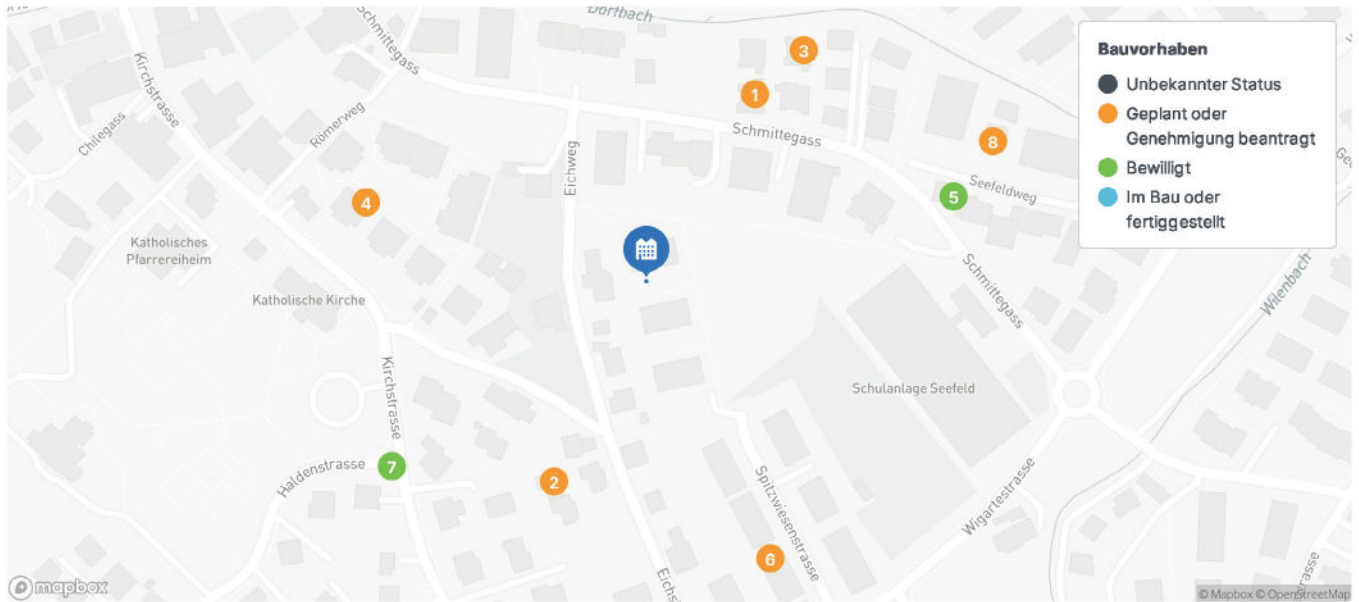 Dorfbach
Schmittegass
Kirchstrasse
Chilegass
Römerweg
Eichweg
Schmittegass
Seefeldweg
Schmittegass
Witenbach
Katholisches
Pfarrereiheim
Katholische Kirche
Kirchstrasse
Haldenstrasse
Schulanlage Seefeld
Spitzwiesenstrasse
Wigartestrasse
Eichs
strasse
3
1
8
5
4
7
2
6
Bauvorhaben
Unbekannter Status
Geplant oder
Genehmigung beantragt
Bewilligt
Im Bau oder
fertiggestellt
mapbox
© Mapbox © OpenStreetMap